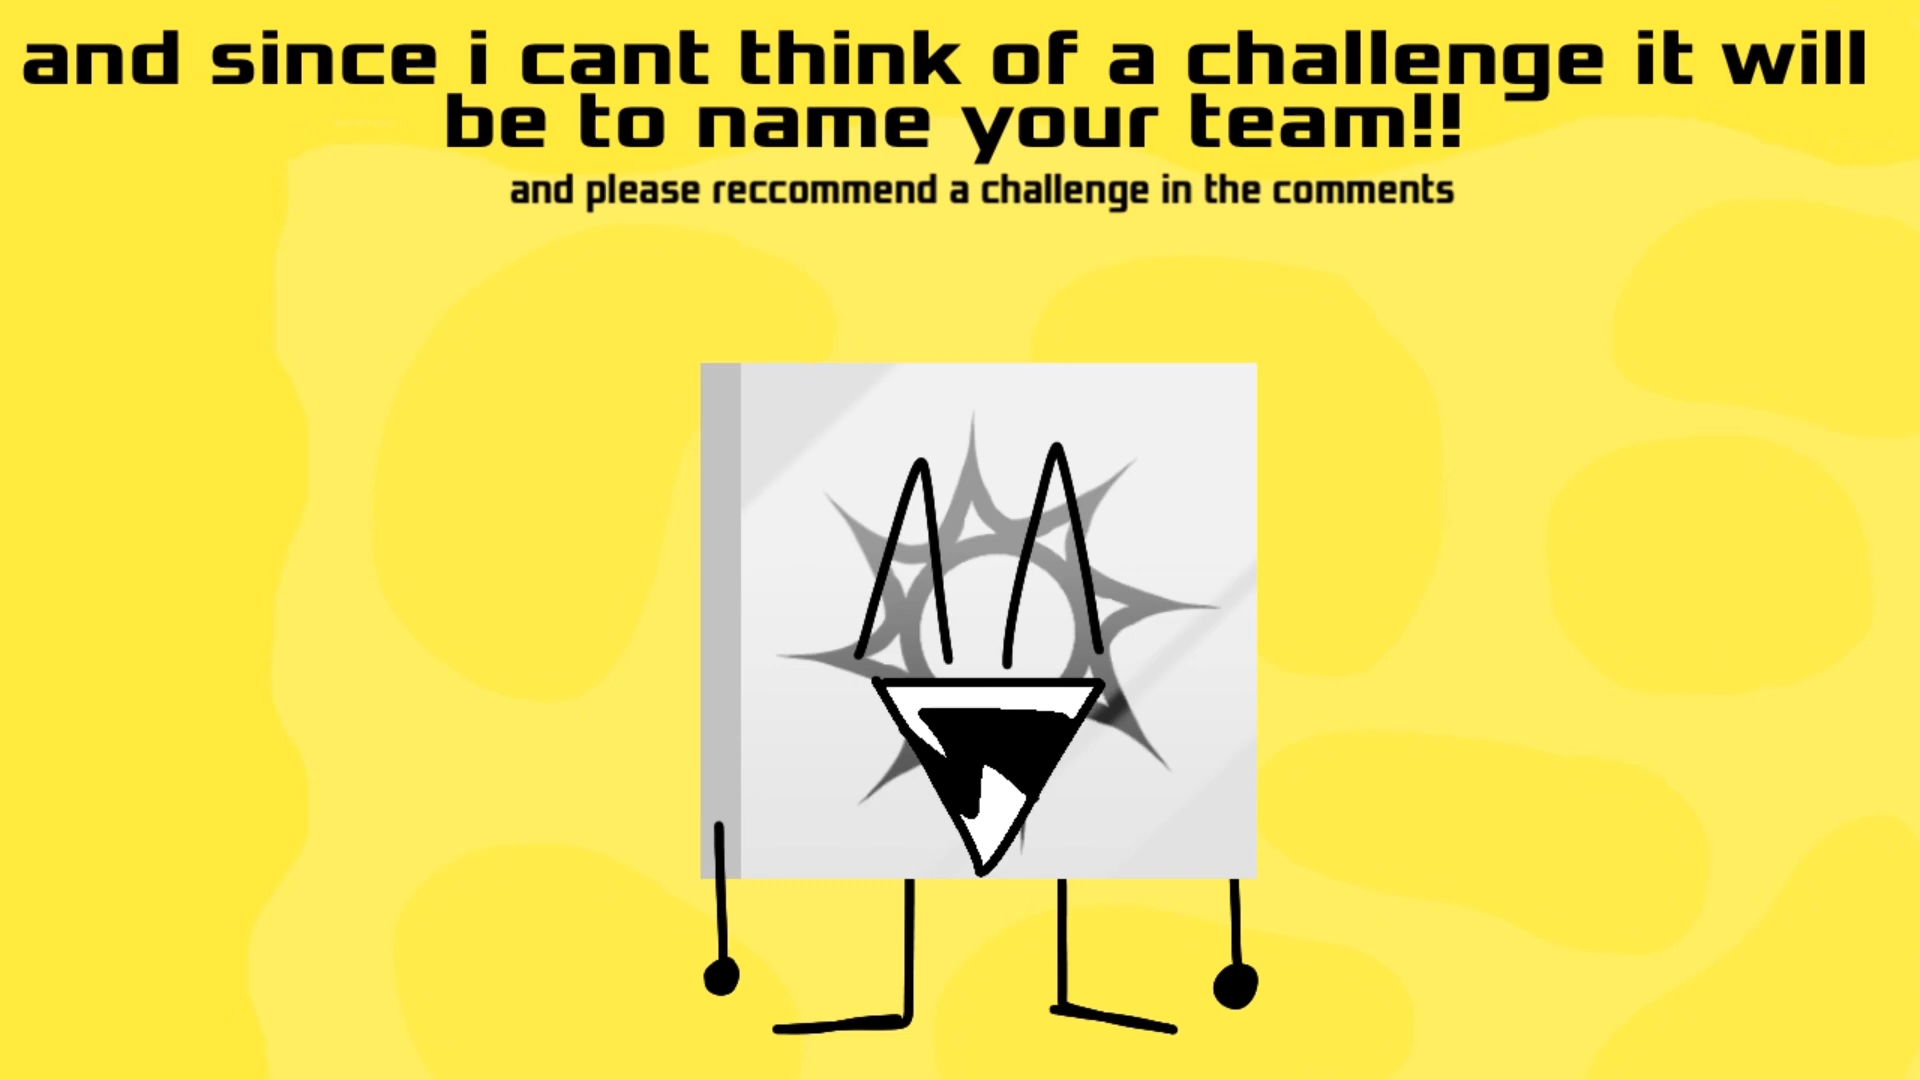 and since i cant think of a challenge it will
be to name your team!!
and please reccommend a challenge in the comments